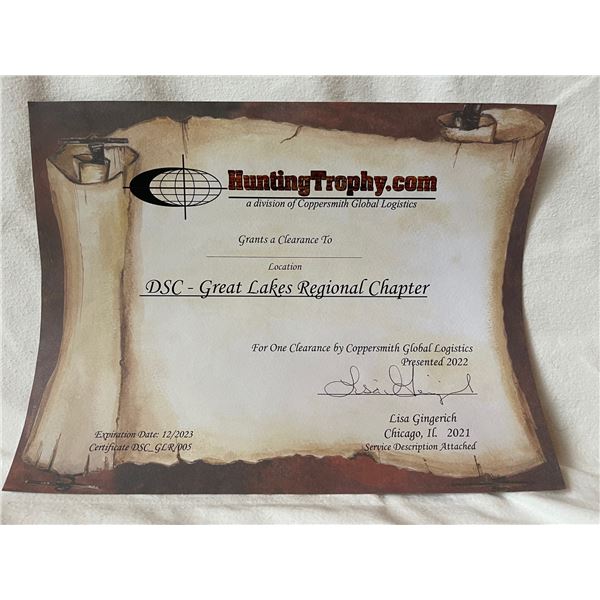 HuntingTrophy.com
a division of Coppersmith Global Logistics
Grants a Clearance To
Location
DSC - Great Lakes Regional Chapter
For One Clearance by Coppersmith Global Logistics
Presented 2022
Lisa Gingerich
Lisa Gingerich
Chicago, Il. 2021
Service Description Attached
Expiration Date: 12/2023
Certificate DSC_GLR/005